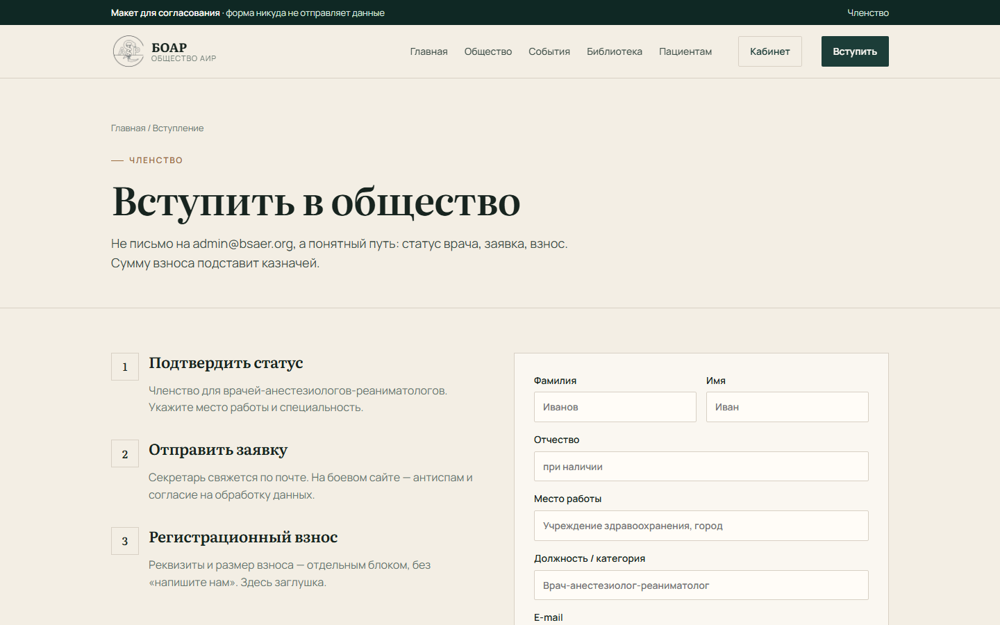 Макет для согласования · форма никуда не отправляет данные
Членство
БОАР
ОБЩЕСТВО АИР
Главная
Общество
События
Библиотека
Пациентам
Кабинет
Вступить
Главная / Вступление
ЧЛЕНСТВО
Вступить в общество
Не письмо на admin@bsaer.org, а понятный путь: статус врача, заявка, взнос.
Сумму взноса подставит казначей.
1
Подтвердить статус
Членство для врачей-анестезиологов-реаниматологов.
Укажите место работы и специальность.
2
Отправить заявку
Секретарь свяжется по почте. На боевом сайте — антиспам и
согласие на обработку данных.
3
Регистрационный взнос
Реквизиты и размер взноса — отдельным блоком, без
«напишите нам». Здесь заглушка.
Фамилия
Имя
Иванов
Иван
Отчество
при наличии
Место работы
Учреждение здравоохранения, город
Должность / категория
Врач-анестезиолог-реаниматолог
E-mail